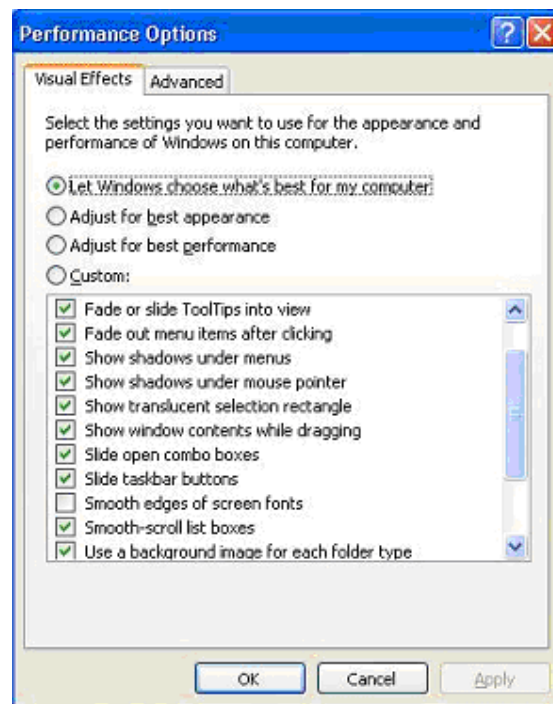 Performance Options
Visual Effects
Advanced
Select the settings you want to use for the appearance and
performance of Windows on this computer.
Let Windows choose what's best for my computer
Adjust for best appearance
Adjust for best performance
Custom:
Fade or slide ToolTips into view
Fade out menu items after clicking
Show shadows under menus
Show shadows under mouse pointer
Show translucent selection rectangle
Show window contents while dragging
Slide open combo boxes
Slide taskbar buttons
Smooth edges of screen fonts
Smooth-scroll list boxes
Use a background image for each folder type
OK
Cancel
Apply